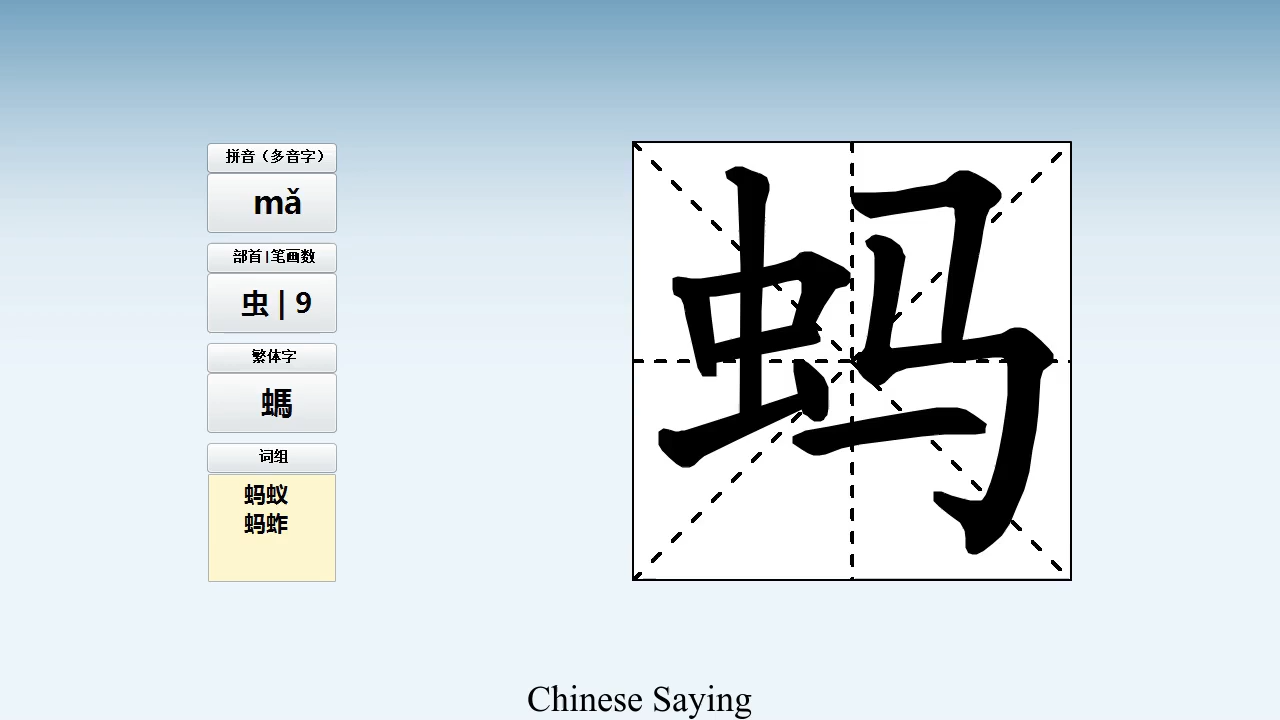 拼音（多音字）
mǎ
部首|笔画数
虫 | 9
繁体字
螞
词组
蚂蚁
蚂蚱
蚂
Chinese Saying